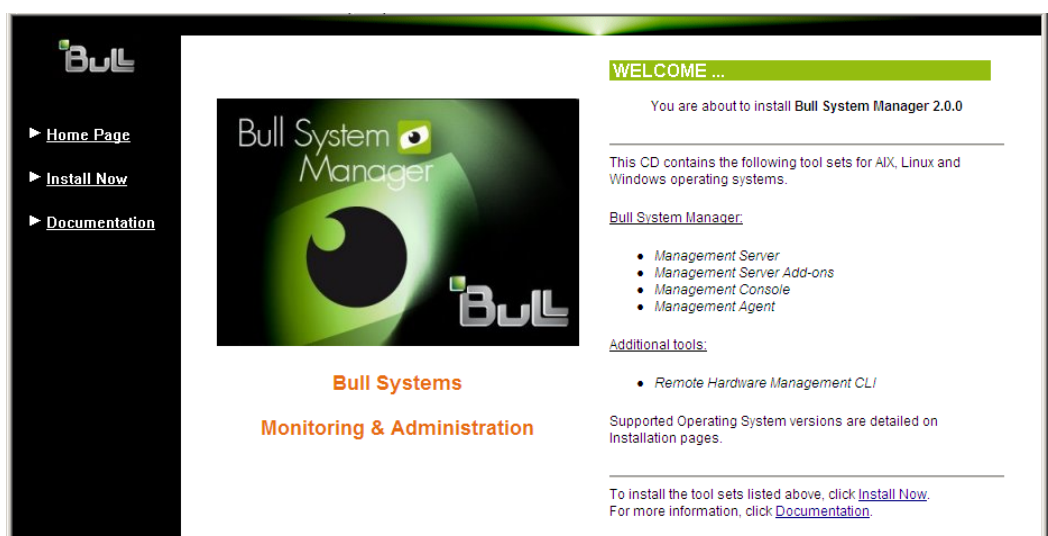 Bull
Home Page
Install Now
Documentation
Bull System
Manager
Bull
Bull Systems
Monitoring & Administration
WELCOME ...
You are about to install Bull System Manager 2.0.0
This CD contains the following tool sets for AIX, Linux and
Windows operating systems.
Bull System Manager:
Management Server
Management Server Add-ons
Management Console
Management Agent
Additional tools:
Remote Hardware Management CLI
Supported Operating System versions are detailed on
Installation pages.
To install the tool sets listed above, click Install Now.
For more information, click Documentation.